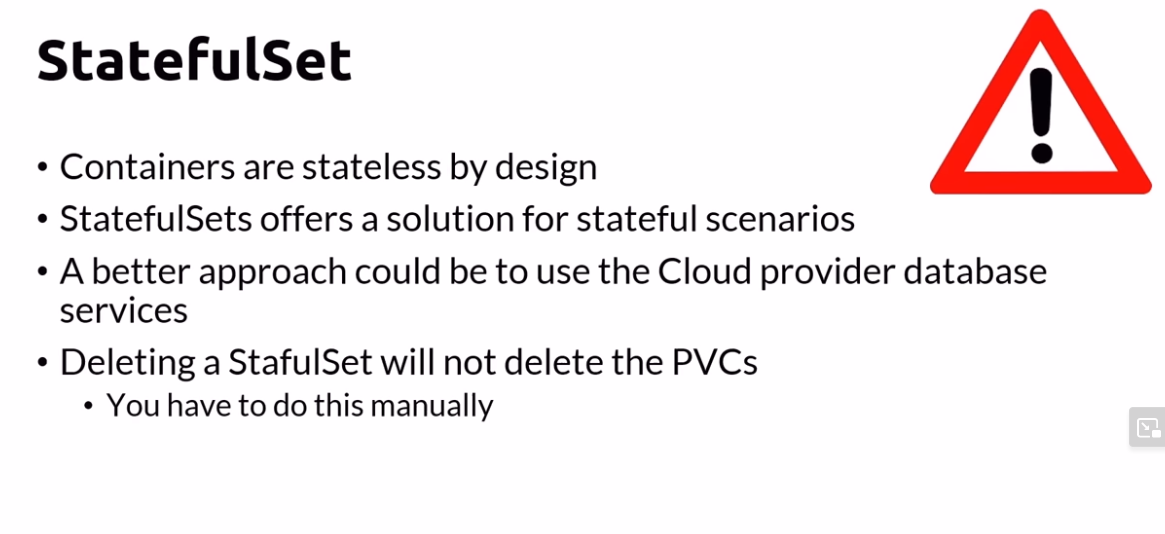 StatefulSet
• Containers are stateless by design
• StatefulSets offers a solution for stateful scenarios
• A better approach could be to use the Cloud provider database
services
• Deleting a StafulSet will not delete the PVCs
• You have to do this manually